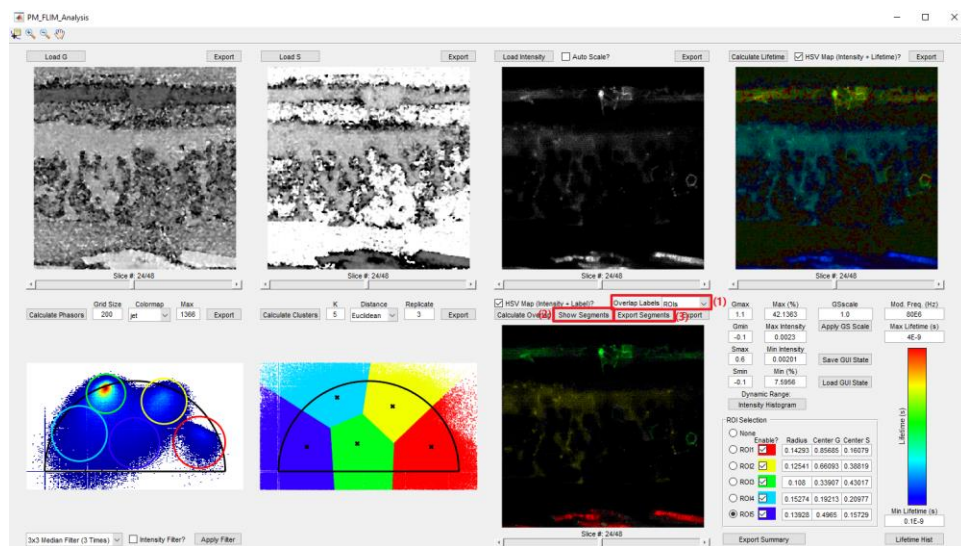 PM_FLIM_Analysis
Load G Export Load S Export Load Intensity Auto Scale? Export Calculate Lifetime HSV Map (Intensity + Lifetime)? Export
Slice #: 24/48 Slice #: 24/48 Slice #: 24/48 Slice #: 24/48
Grid Size Colormap Max
Calculate Phasors 200 jet 1366 Export
K Distance Replicate
Calculate Clusters 5 Euclidean 3 Export
HSV Map (Intensity + Label)? Overlap Labels ROIs (1)
Show Segments Export Segments (3)
Gmax Max (%) GSscale Mod. Freq. (Hz)
1.1 42.1363 1.0 80E6
Gmin Max Intensity Apply GS Scale Max Lifetime (s)
-0.1 0.0023 4E-9
Smax Min Intensity
0.6 0.00201 Save GUI State
Smin Min (%)
-0.1 7.5956 Load GUI State
Dynamic Range:
Intensity Histogram
ROI Selection
None
Enable? Radius Center G Center S
ROI1 0.14293 0.85685 0.16079
ROI2 0.12541 0.66093 0.38819
0.108 0.33907 0.43017
ROI4 0.15274 0.19213 0.20977
ROI5 0.13928 0.4965 0.15729
Lifetime (s)
Min Lifetime (s)
0.1E-9
3x3 Median Filter (3 Times) Intensity Filter? Apply Filter
Slice #: 24/48
Export Summary Lifetime Hist